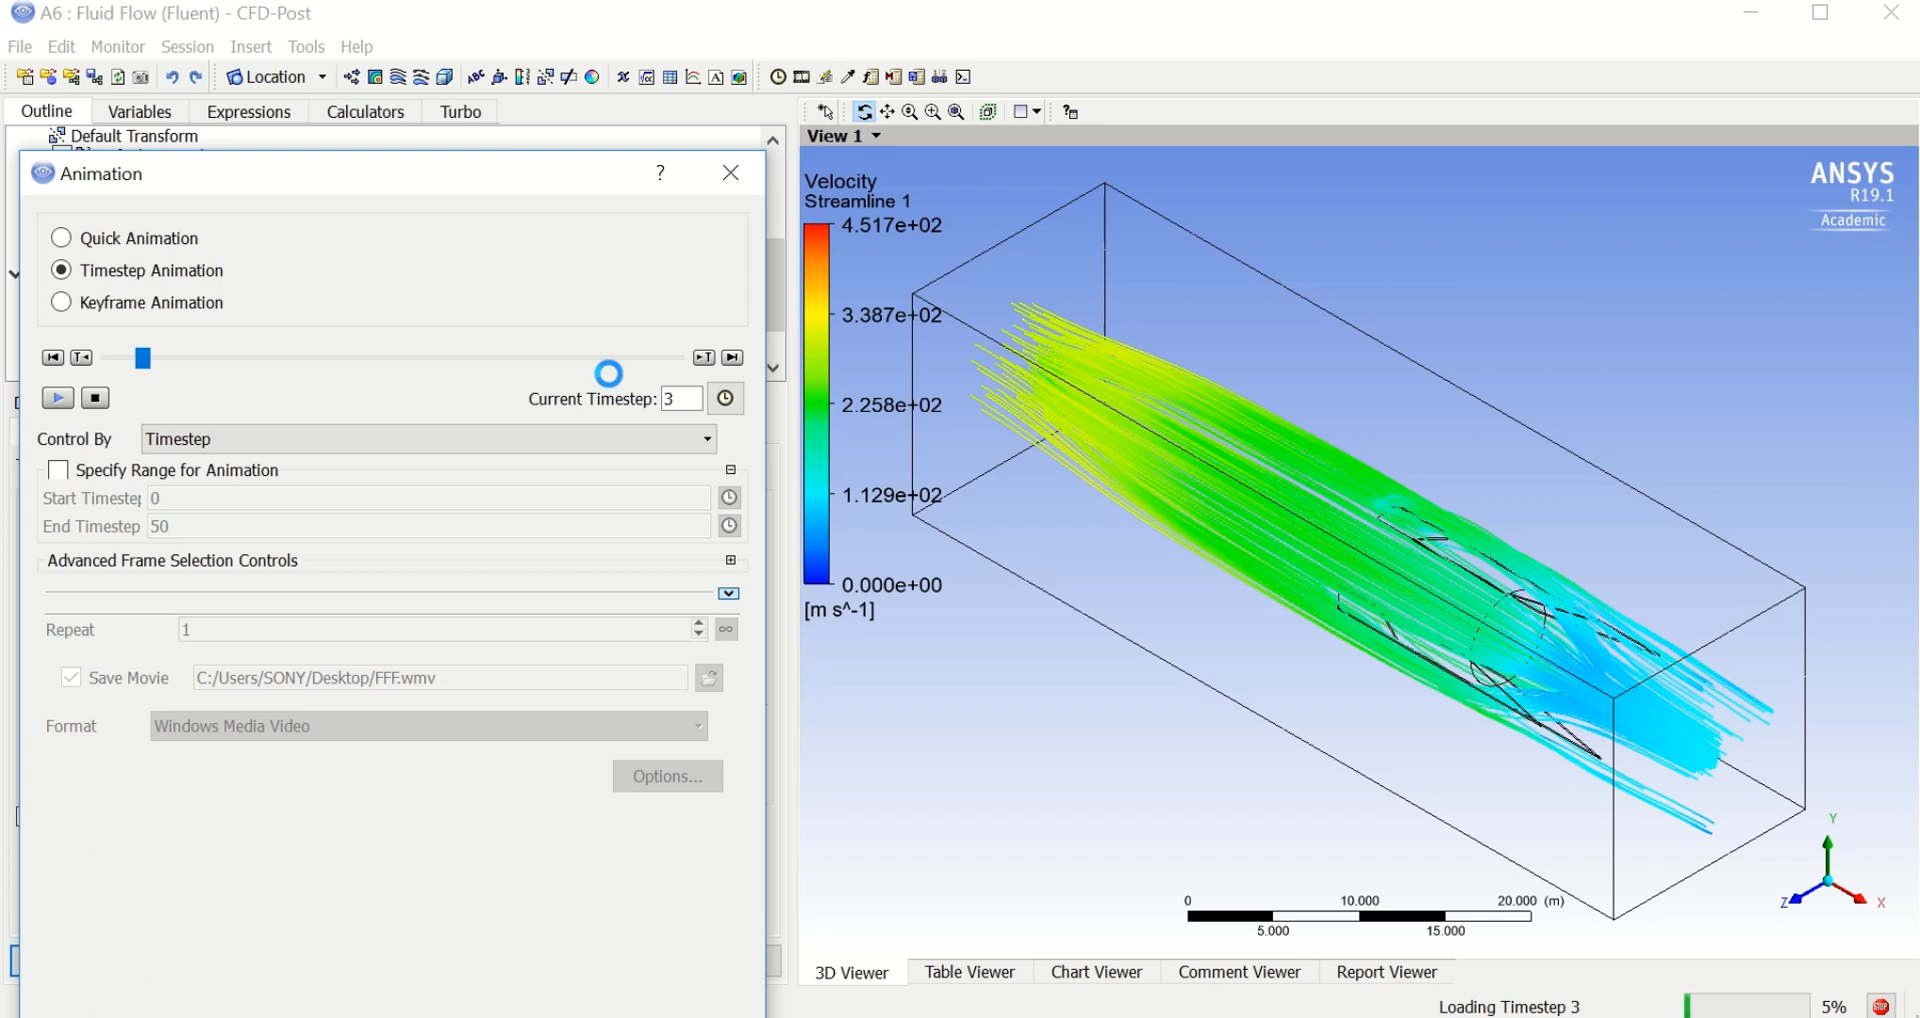 A6 : Fluid Flow (Fluent) - CFD-Post
File Edit Monitor Session Insert Tools Help
Location
Outline Variables Expressions Calculators Turbo
Default Transform
View 1
Animation ?
Quick Animation
Timestep Animation
Keyframe Animation
Current Timestep: 3
Control By Timestep
Specify Range for Animation
Start Timestep 0
End Timestep 50
Advanced Frame Selection Controls
Repeat 1
Save Movie C:/Users/SONY/Desktop/FFF.wmv
Format Windows Media Video
Options...
Velocity
Streamline 1
4.517e+02
3.387e+02
2.258e+02
1.129e+02
0.000e+00
[m s^-1]
ANSYS
R19.1
Academic
Y
Z X
0 10.000 20.000 (m)
5.000 15.000
3D Viewer Table Viewer Chart Viewer Comment Viewer Report Viewer
Loading Timestep 3 5% STOP